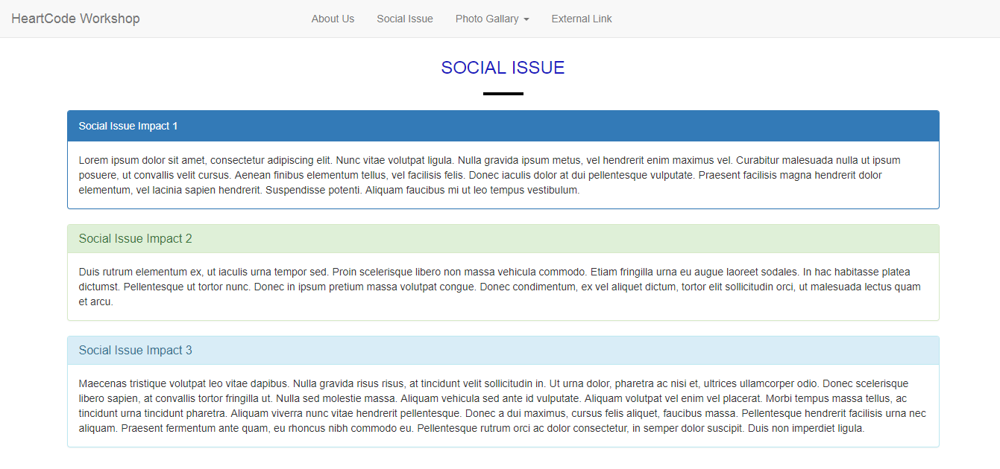 HeartCode Workshop About Us Social Issue Photo Gallary External Link
SOCIAL ISSUE
Social Issue Impact 1
Lorem ipsum dolor sit amet, consectetur adipiscing elit. Nunc vitae volutpat ligula. Nulla gravida ipsum metus, vel hendrerit enim maximus vel. Curabitur malesuada nulla ut ipsum
posuere, ut convallis velit cursus. Aenean finibus elementum tellus, vel facilisis felis. Donec iaculis dolor at dui pellentesque vulputate. Praesent facilisis magna hendrerit dolor
elementum, vel lacinia sapien hendrerit. Suspendisse potenti. Aliquam faucibus mi ut leo tempus vestibulum.
Social Issue Impact 2
Duis rutrum elementum ex, ut iaculis urna tempor sed. Proin scelerisque libero non massa vehicula commodo. Etiam fringilla urna eu augue laoreet sodales. In hac habitasse platea
dictumst. Pellentesque ut tortor nunc. Donec in ipsum pretium massa volutpat congue. Donec condimentum, ex vel aliquet dictum, tortor elit sollicitudin orci, ut malesuada lectus quam
et arcu.
Social Issue Impact 3
Maecenas tristique volutpat leo vitae dapibus. Nulla gravida risus risus, at tincidunt velit sollicitudin in. Ut urna dolor, pharetra ac nisi et, ultrices ullamcorper odio. Donec scelerisque
libero sapien, at convallis tortor fringilla ut. Nulla sed molestie massa. Aliquam vehicula sed ante id vulputate. Aliquam volutpat vel enim vel placerat. Morbi tempus massa tellus, ac
tincidunt urna tincidunt pharetra. Aliquam viverra nunc vitae hendrerit pellentesque. Donec a dui maximus, cursus felis aliquet, faucibus massa. Pellentesque hendrerit facilisis urna nec
aliquam. Praesent fermentum ante quam, eu rhoncus nibh commodo eu. Pellentesque rutrum orci ac dolor consectetur, in semper dolor suscipit. Duis non imperdiet ligula.